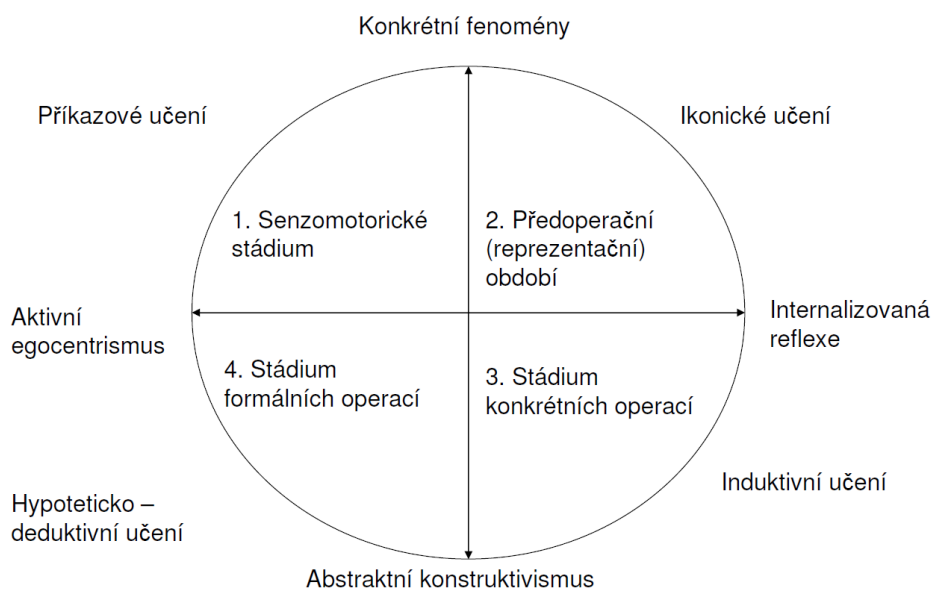 Konkrétní fenomény
Příkazové učení
Ikonické učení
1. Senzomotorické
stádium
2. Předoperační
(reprezentační)
období
Aktivní
egocentrismus
Internalizovaná
reflexe
4. Stádium
formálních operací
3. Stádium
konkrétních operací
Hypoteticko –
deduktivní učení
Induktivní učení
Abstraktní konstruktivismus